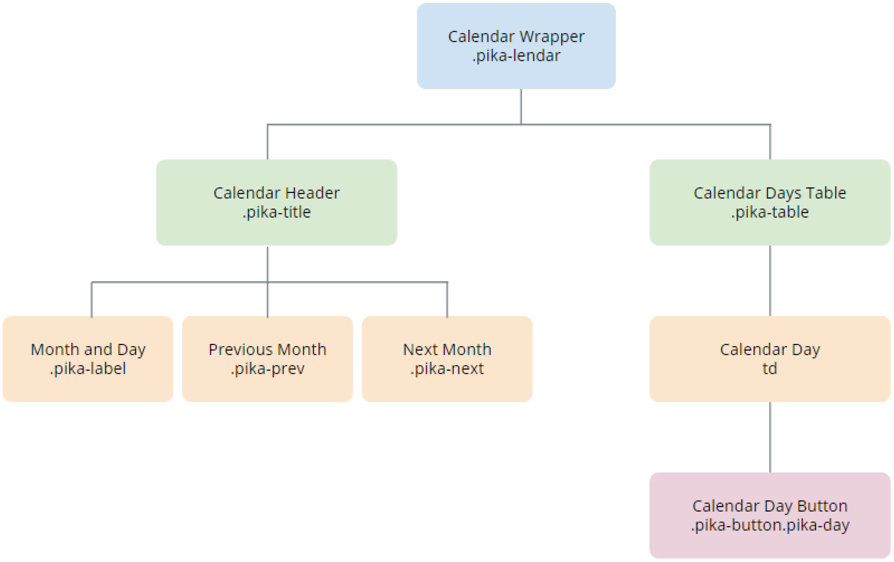 Calendar Wrapper
.pika-lendar
Calendar Header
.pika-title
Calendar Days Table
.pika-table
Month and Day
.pika-label
Previous Month
.pika-prev
Next Month
.pika-next
Calendar Day
td
Calendar Day Button
.pika-button.pika-day